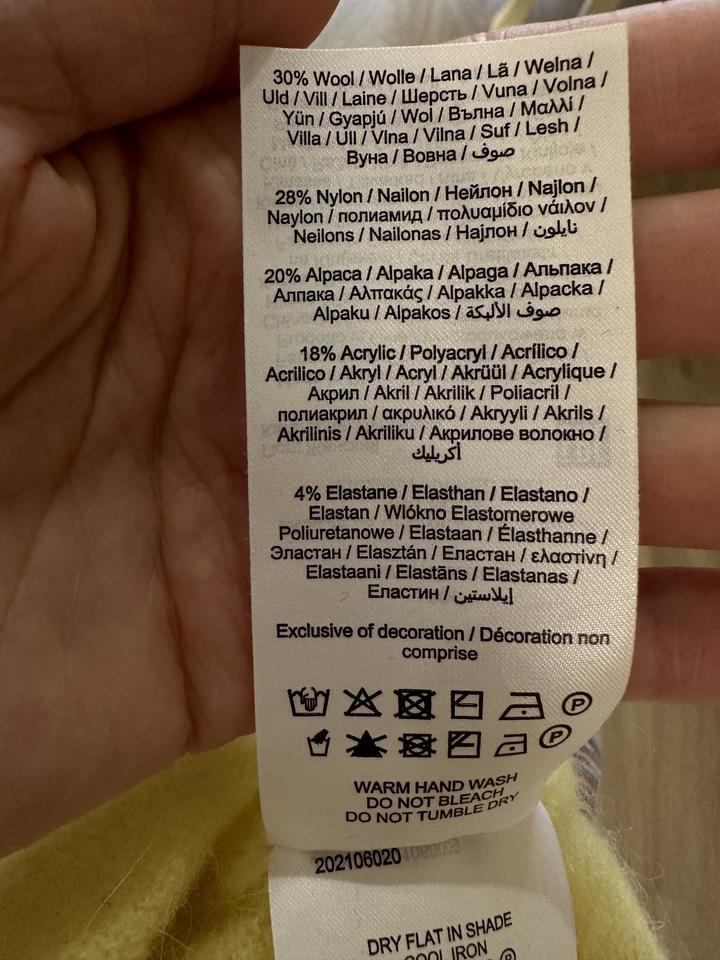 30% Wool / Wolle / Lana / Lã / Welna /
Uld / Vill / Laine / Шерсть / Vuna / Volna /
Yün / Gyapjú / Wol / Вълна / Μαλλί /
Villa / Ull / Vlna / Vilna / Suf / Lesh /
Вуна / Вовна / صوف
28% Nylon / Nailon / Нейлон / Najlon /
Naylon / полиамид / πολυαμίδιο νάιλον /
Neilons / Nailonas / Најлон / نايلون
20% Alpaca / Alpaka / Alpaga / Альпака /
Алпака / Αλπακάς / Alpakka / Alpacka /
Alpaku / Alpakos / صوف الألبكة
18% Acrylic / Polyacryl / Acrílico /
Acrilico / Akryl / Acryl / Akrüül / Acrylique /
Акрил / Akril / Akrilik / Poliacril /
полиакрил / ακρυλικό / Akryyli / Akrils /
Akrilinis / Akriliku / Акрилове волокно /
أكريليك
4% Elastane / Elasthan / Elastano /
Elastan / Wlókno Elastomerowe
Poliuretanowe / Elastaan / Élasthanne /
Эластан / Elasztán / Еластан / ελαστίνη /
Elastaani / Elastāns / Elastanas /
Еластин / إيلاستين
Exclusive of decoration / Décoration non
comprise
P
P
WARM HAND WASH
DO NOT BLEACH
DO NOT TUMBLE DRY
202106020
DRY FLAT IN SHADE
COOL IRON